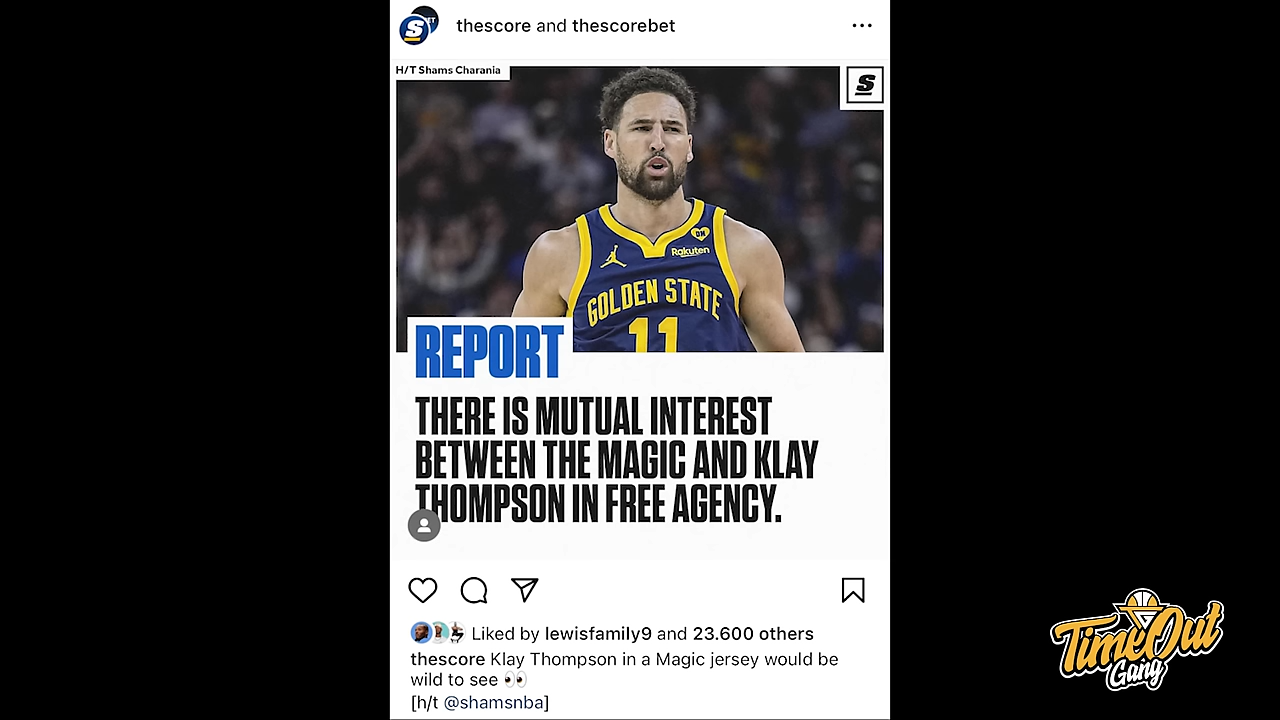 thescore and thescorebet
H/T Shams Charania
S
DM
Rakuten
GOLDEN STATE
11
REPORT
THERE IS MUTUAL INTEREST
BETWEEN THE MAGIC AND KLAY
THOMPSON IN FREE AGENCY.
Liked by lewisfamily9 and 23.600 others
thescore Klay Thompson in a Magic jersey would be
wild to see 👀
[h/t @shamsnba]
TimeOut
Gang